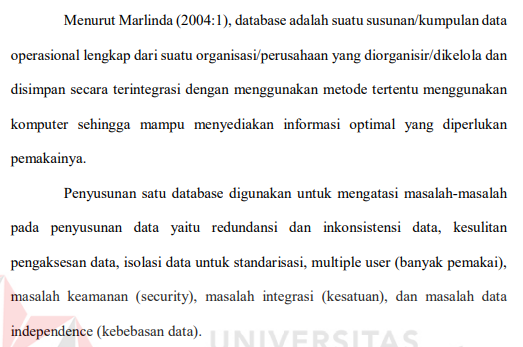 Menurut Marlinda (2004:1), database adalah suatu susunan/kumpulan data
operasional lengkap dari suatu organisasi/perusahaan yang diorganisir/dikelola dan
disimpan secara terintegrasi dengan menggunakan metode tertentu menggunakan
komputer sehingga mampu menyediakan informasi optimal yang diperlukan
pemakainya.
Penyusunan satu database digunakan untuk mengatasi masalah-masalah
pada penyusunan data yaitu redundansi dan inkonsistensi data, kesulitan
pengaksesan data, isolasi data untuk standarisasi, multiple user (banyak pemakai),
masalah keamanan (security), masalah integrasi (kesatuan), dan masalah data
independence (kebebasan data).
UNIVERSITAS